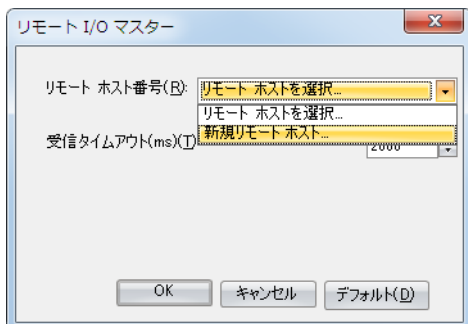 リモート I/O マスター
リモート ホスト番号(R): リモート ホストを選択...
リモート ホストを選択...
新規リモート ホスト...
受信タイムアウト(ms)(T) 2000
OK キャンセル デフォルト(D)